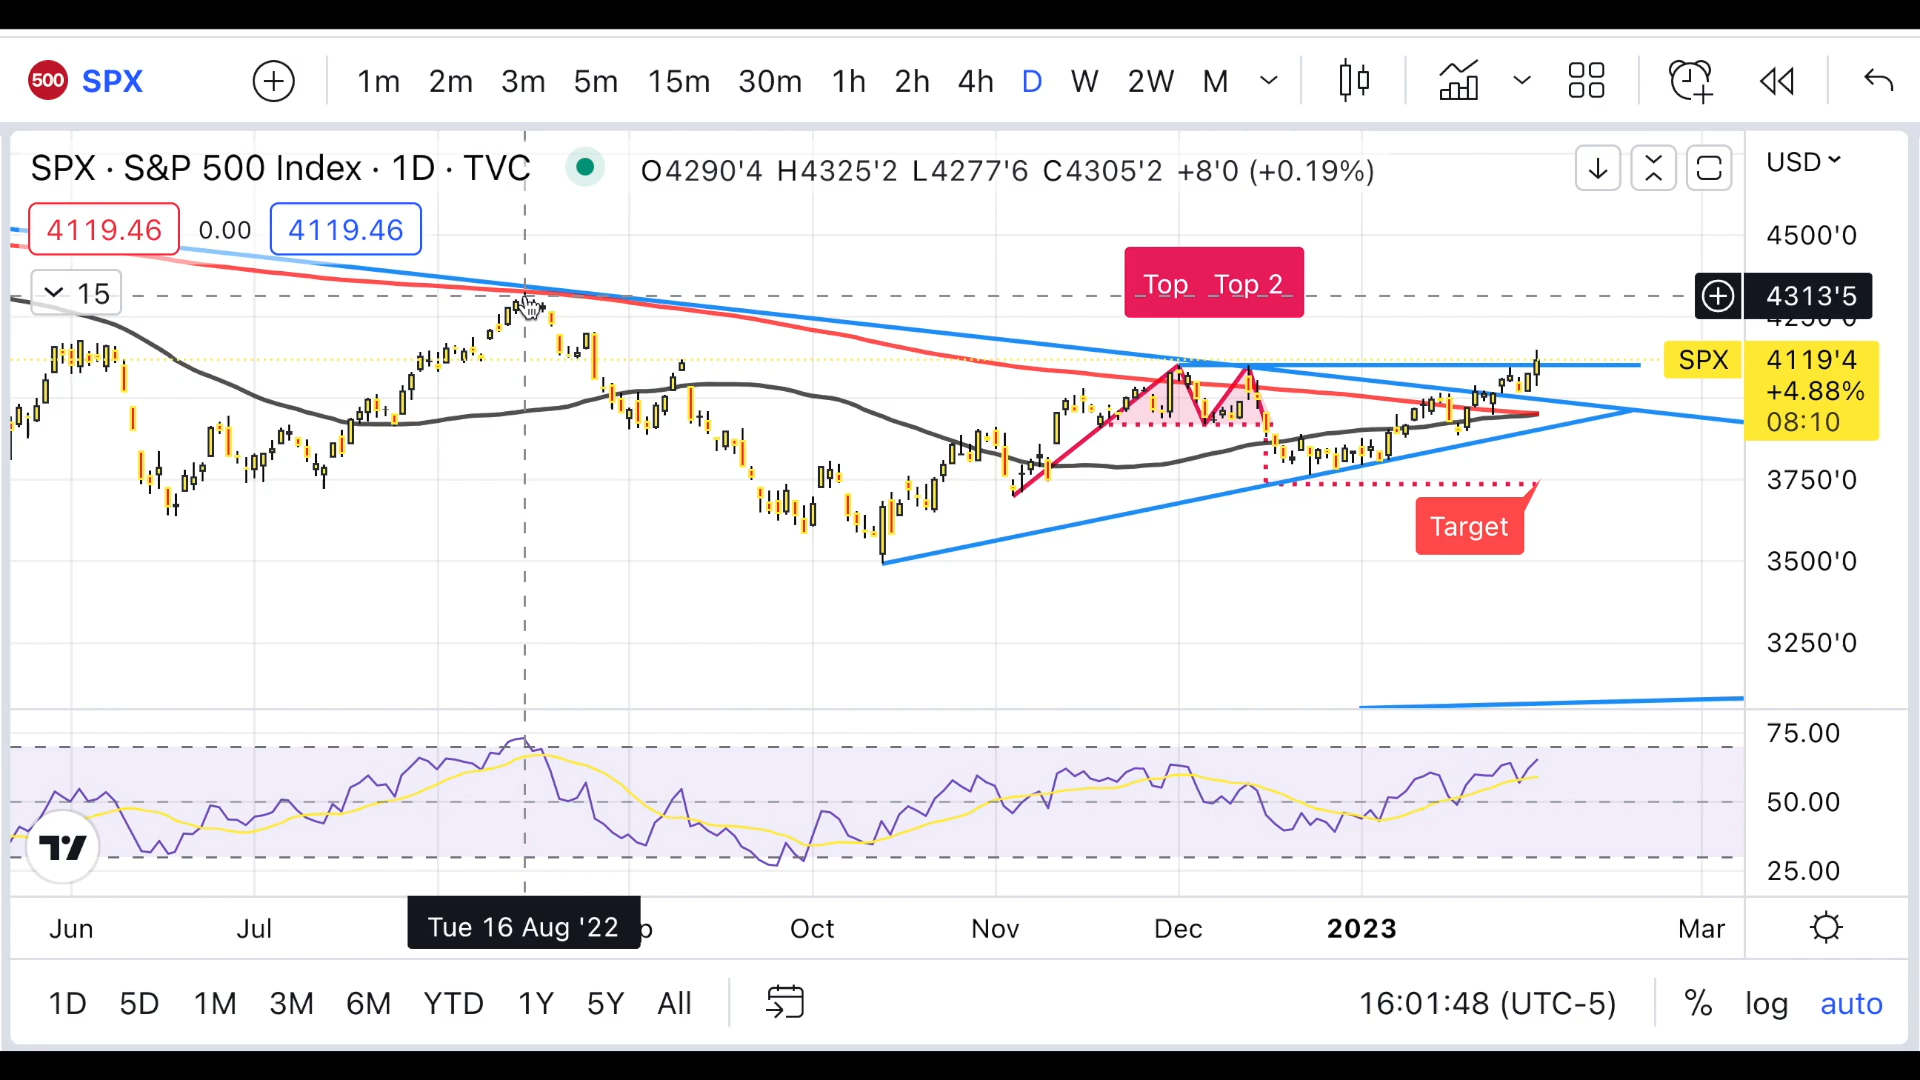 500 SPX 1m 2m 3m 5m 15m 30m 1h 2h 4h D W 2W M
SPX · S&P 500 Index · 1D · TVC O4290'4 H4325'2 L4277'6 C4305'2 +8'0 (+0.19%) USD
4119.46 0.00 4119.46
4500'0
15
Top Top 2
4313'5
SPX 4119'4
+4.88%
08:10
3750'0
Target
3500'0
3250'0
75.00
50.00
25.00
Jun Jul Tue 16 Aug '22 Oct Nov Dec 2023 Mar
1D 5D 1M 3M 6M YTD 1Y 5Y All 16:01:48 (UTC-5) % log auto